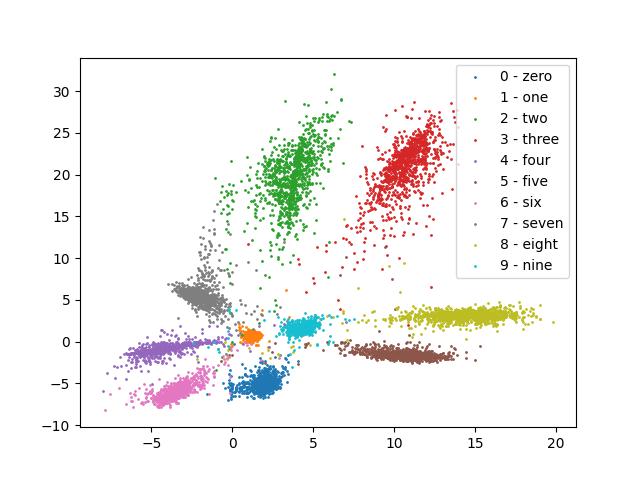 0 - zero
1 - one
2 - two
3 - three
4 - four
5 - five
6 - six
7 - seven
8 - eight
9 - nine
30
25
20
15
10
5
0
−5
−10
−5 0 5 10 15 20